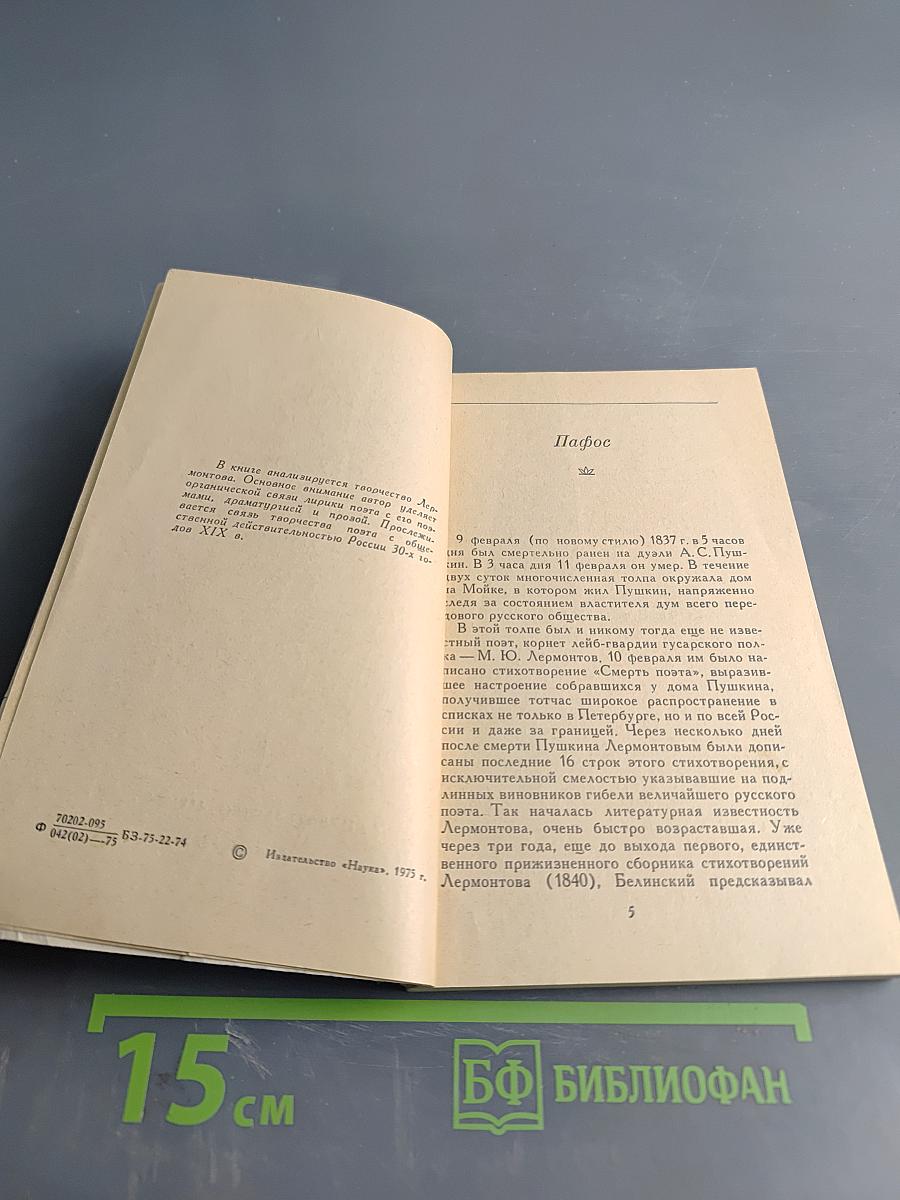 В книге анализируется творчество Лер-
монтова. Основное внимание автор уделяет
органической связи лирики поэта с его поэ-
мами, драматургией и прозой. Прослежи-
вается связь творчества поэта с обще-
ственной действительностью России 30-х го-
дов XIX в.
Ф 70202-095
042(02)—75 БЗ-75-22-74
© Издательство «Наука», 1975 г.
Пафос
9 февраля (по новому стилю) 1837 г. в 5 часов
дня был смертельно ранен на дуэли А. С. Пуш-
кин. В 3 часа дня 11 февраля он умер. В течение
двух суток многочисленная толпа окружала дом
на Мойке, в котором жил Пушкин, напряженно
следя за состоянием властителя дум всего пере-
дового русского общества.
В этой толпе был и никому тогда еще не изве-
стный поэт, корнет лейб-гвардии гусарского пол-
ка — М. Ю. Лермонтов. 10 февраля им было на-
писано стихотворение «Смерть поэта», выразив-
шее настроение собравшихся у дома Пушкина,
получившее тотчас широкое распространение в
списках не только в Петербурге, но и по всей Рос-
сии и даже за границей. Через несколько дней
после смерти Пушкина Лермонтовым были допи-
саны последние 16 строк этого стихотворения, с
исключительной смелостью указывавшие на под-
линных виновников гибели величайшего русского
поэта. Так началась литературная известность
Лермонтова, очень быстро возраставшая. Уже
через три года, еще до выхода первого, единст-
венного прижизненного сборника стихотворений
Лермонтова (1840), Белинский предсказывал
5
15 см
БФ БИБЛИОФАН